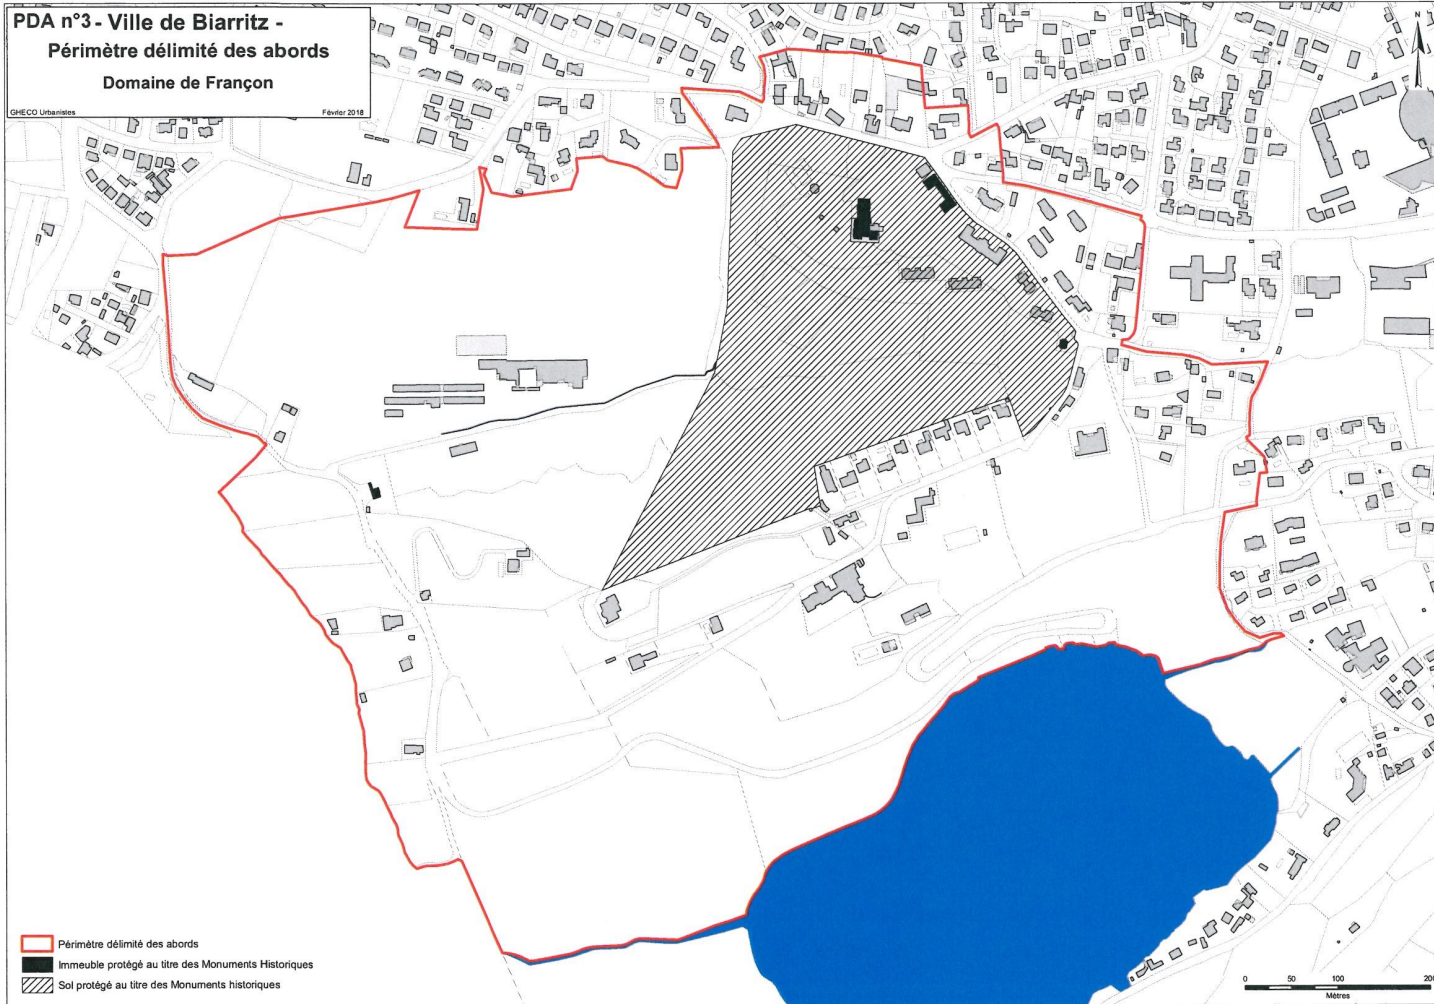 PDA n°3 - Ville de Biarritz -
Périmètre délimité des abords
Domaine de Françon
GHECO Urbanistes
Février 2018
N
Périmètre délimité des abords
Immeuble protégé au titre des Monuments Historiques
Sol protégé au titre des Monuments historiques
0 50 100 200
Mètres